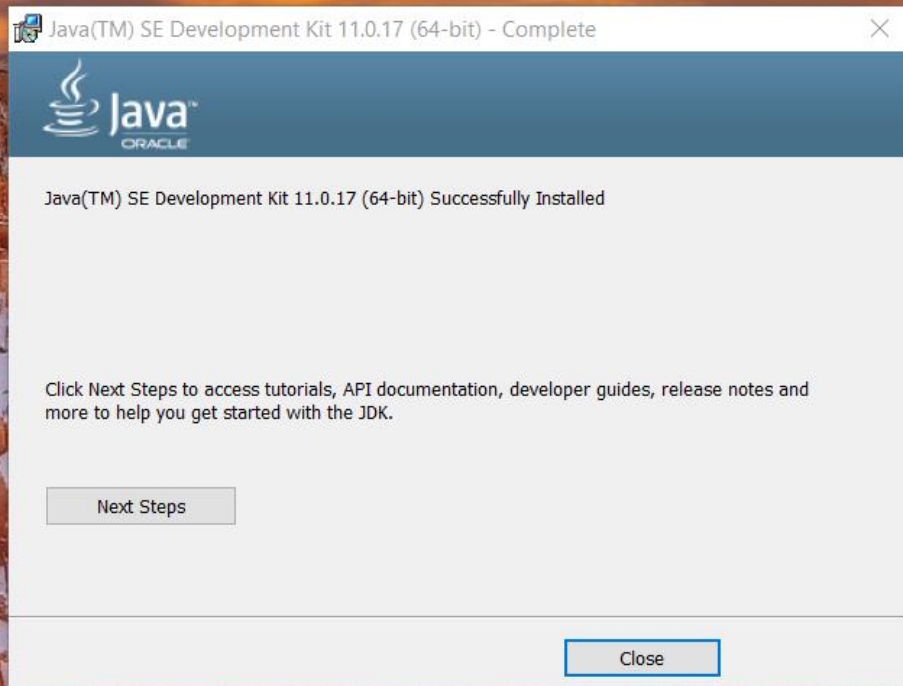 Java(TM) SE Development Kit 11.0.17 (64-bit) - Complete
Java™
ORACLE
Java(TM) SE Development Kit 11.0.17 (64-bit) Successfully Installed
Click Next Steps to access tutorials, API documentation, developer guides, release notes and
more to help you get started with the JDK.
Next Steps
Close